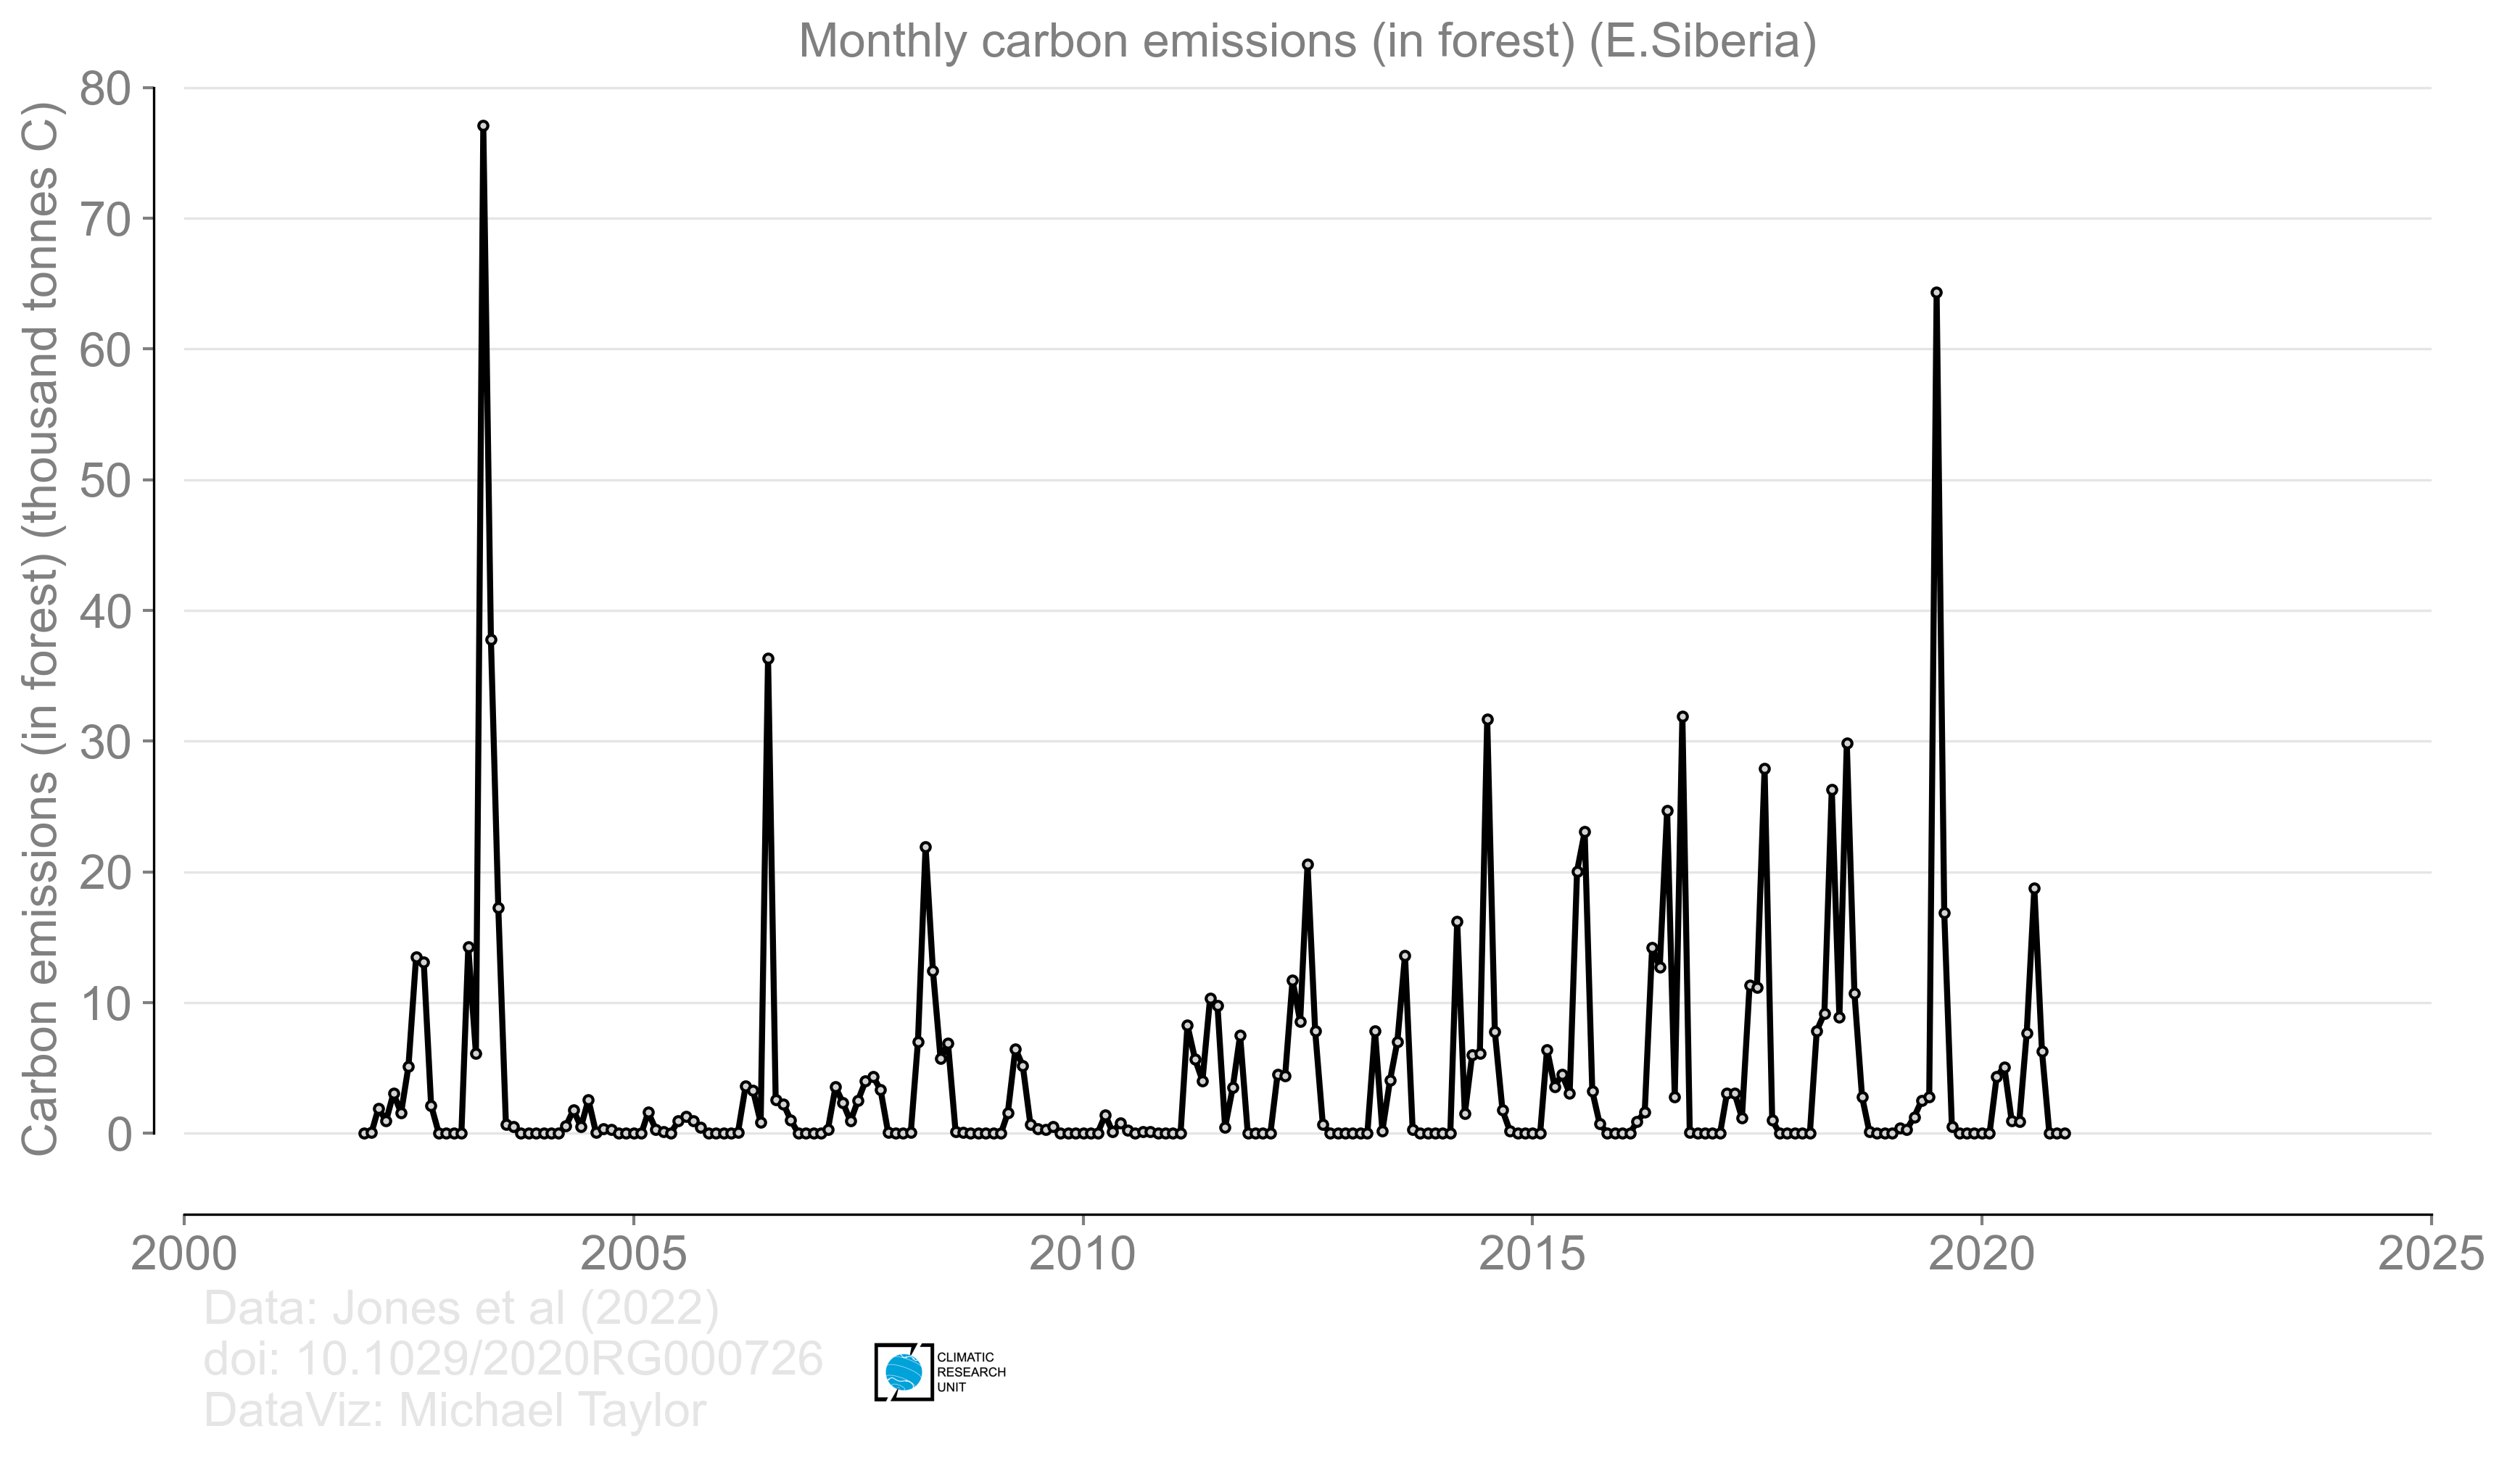 Monthly carbon emissions (in forest) (E.Siberia)
Carbon emissions (in forest) (thousand tonnes C)
80
70
60
50
40
30
20
10
0
2000
2005
2010
2015
2020
2025
Data: Jones et al (2022)
doi: 10.1029/2020RG000726
DataViz: Michael Taylor
CLIMATIC
RESEARCH
UNIT